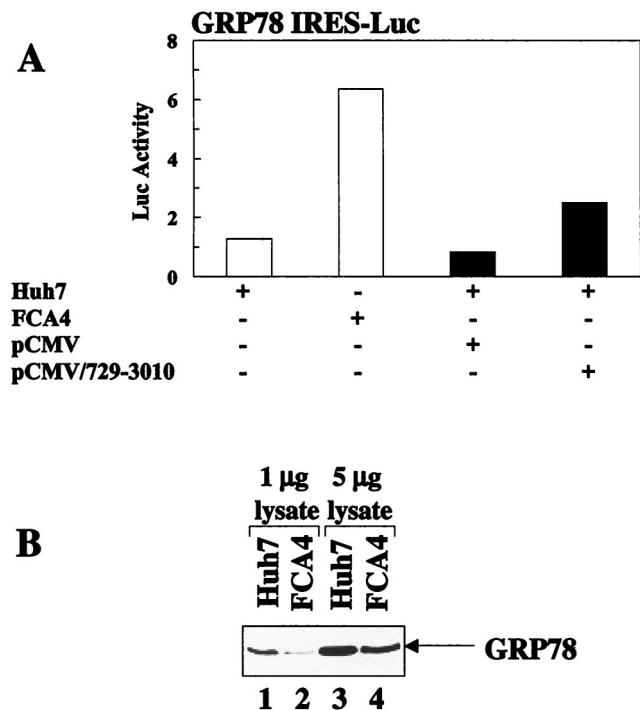 GRP78 IRES-Luc
A
8
6
4
2
0
Luc Activity
Huh7 + - + +
FCA4 - + - -
pCMV - - + -
pCMV/729-3010 - - - +
B
1 µg lysate
5 µg lysate
Huh7 FCA4 Huh7 FCA4
GRP78
1 2 3 4